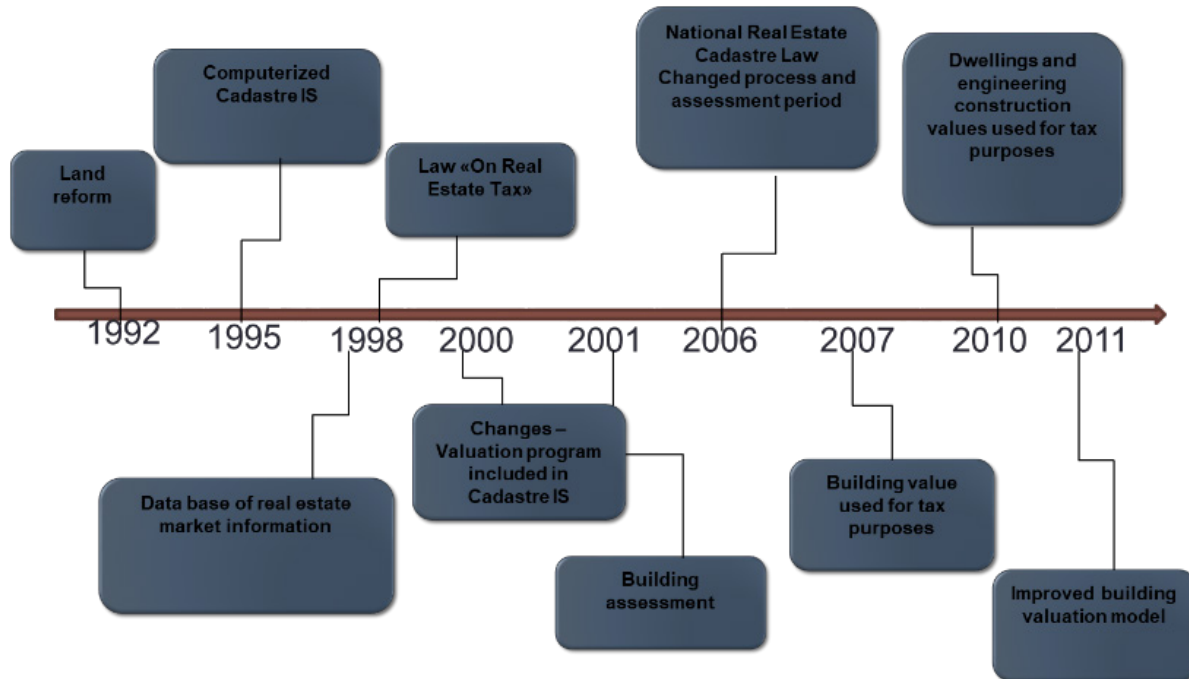 National Real Estate
Cadastre Law
Changed process and
assessment period
Computerized
Cadastre IS
Dwellings and
engineering
construction
values used for tax
purposes
Land
reform
Law «On Real
Estate Tax»
1992
1995
1998
2000
2001
2006
2007
2010
2011
Changes –
Valuation program
included in
Cadastre IS
Data base of real estate
market information
Building value
used for tax
purposes
Building
assessment
Improved building
valuation model